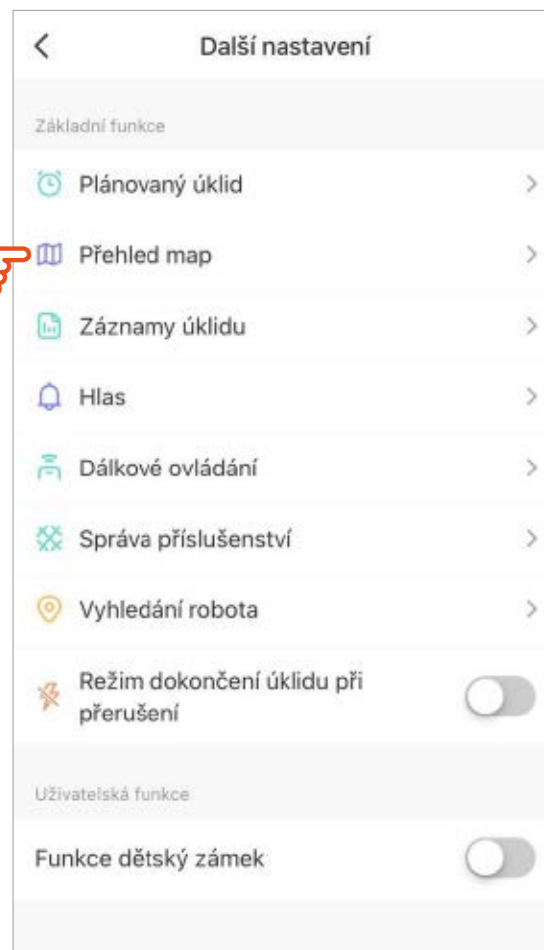 Další nastavení
Základní funkce
Plánovaný úklid
Přehled map
Záznamy úklidu
Hlas
Dálkové ovládání
Správa příslušenství
Vyhledání robota
Režim dokončení úklidu při
přerušení
Uživatelská funkce
Funkce dětský zámek